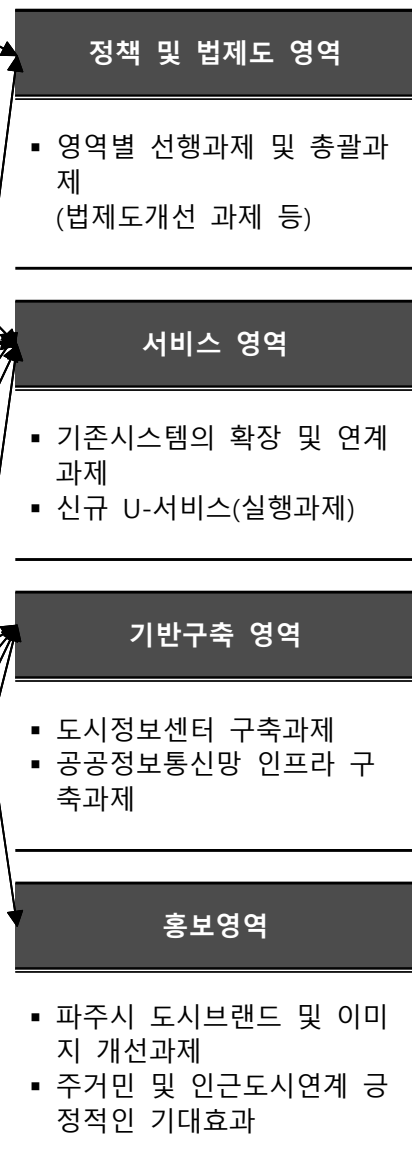 정책 및 법제도 영역
▪ 영역별 선행과제 및 총괄과
제
(법제도개선 과제 등)
서비스 영역
▪ 기존시스템의 확장 및 연계
과제
▪ 신규 U-서비스(실행과제)
기반구축 영역
▪ 도시정보센터 구축과제
▪ 공공정보통신망 인프라 구
축과제
홍보영역
▪ 파주시 도시브랜드 및 이미
지 개선과제
▪ 주거민 및 인근도시연계 긍
정적인 기대효과